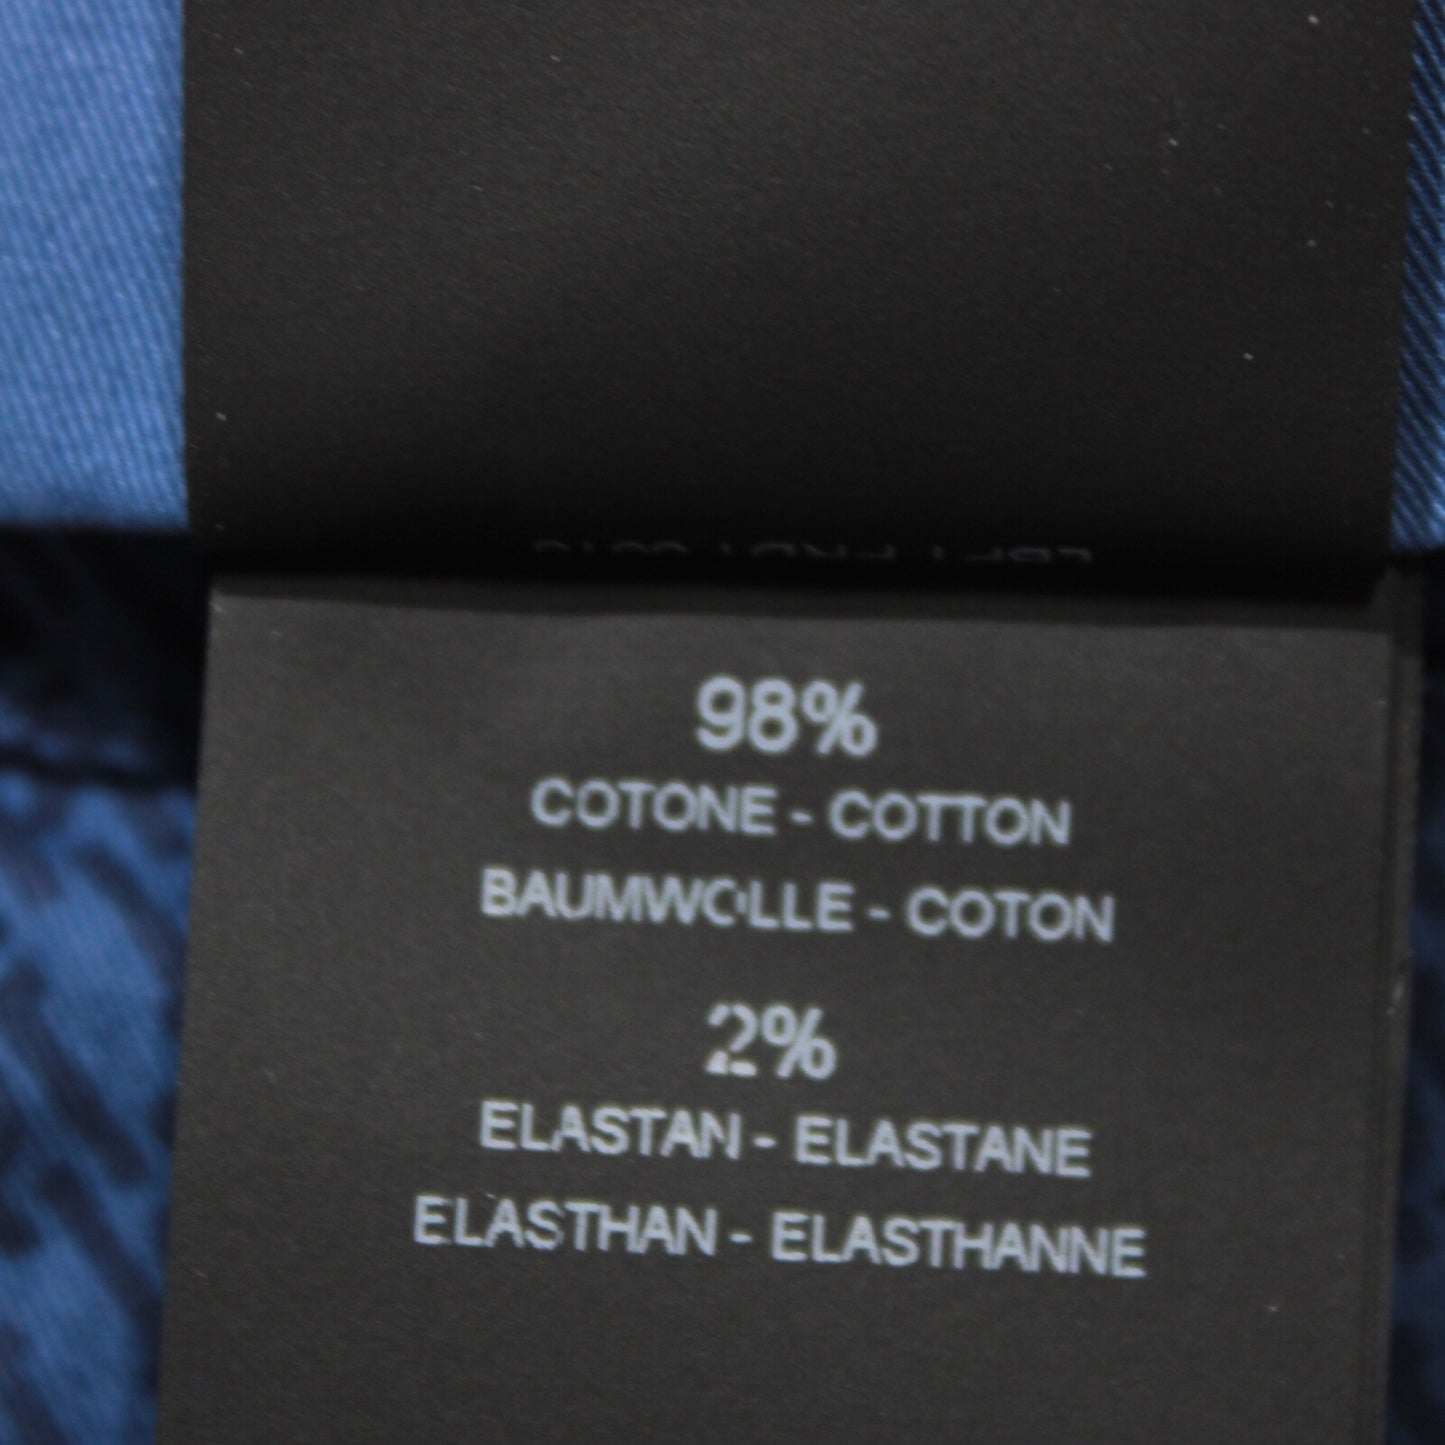 98%
COTONE - COTTON
BAUMWOLLE - COTON
2%
ELASTAN - ELASTANE
ELASTHAN - ELASTHANNE